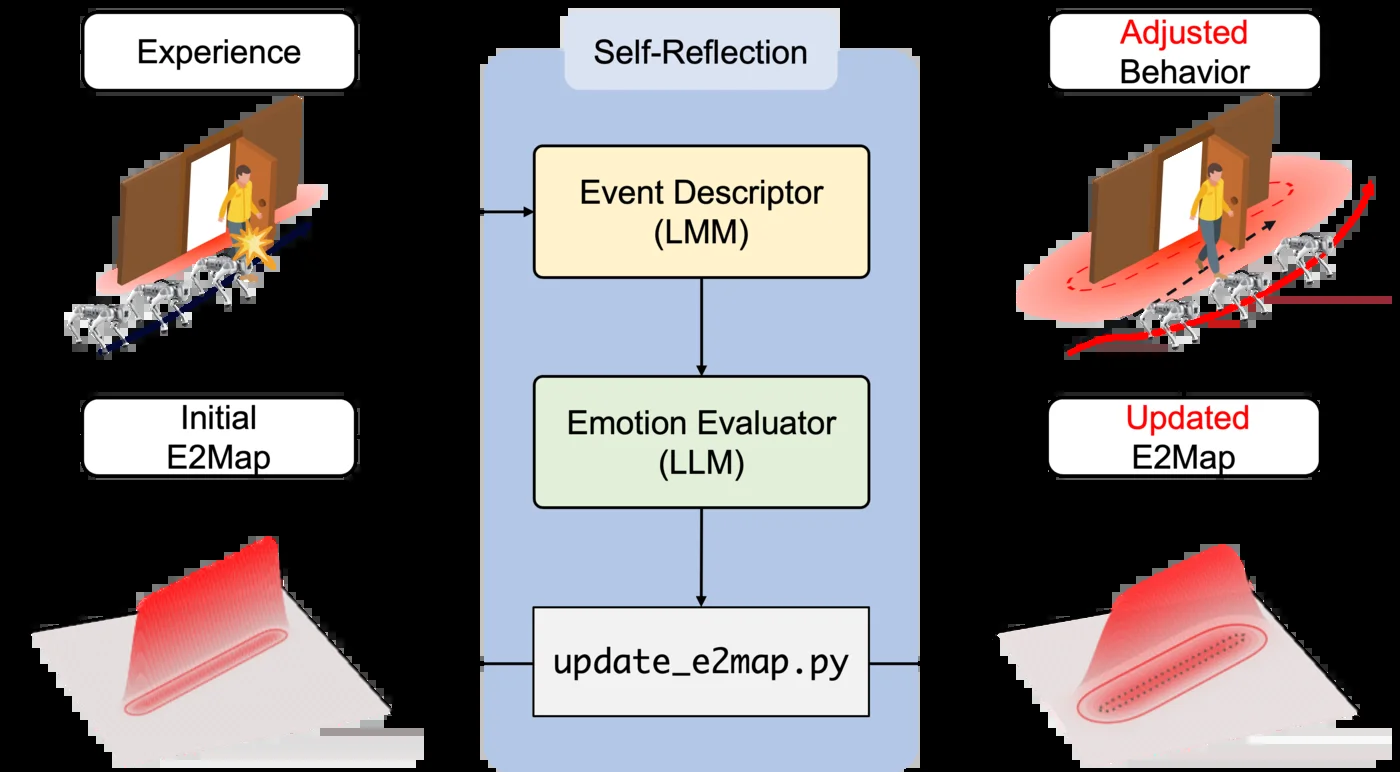 Experience
Self-Reflection
Adjusted
Behavior
Event Descriptor
(LMM)
Initial
E2Map
Emotion Evaluator
(LLM)
Updated
E2Map
update_e2map.py